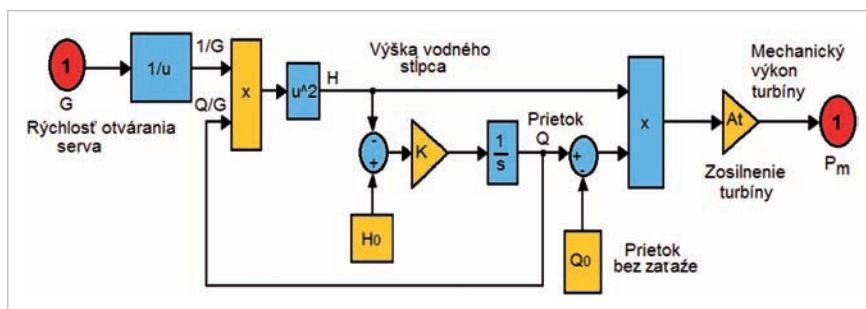 1
G
Rýchlosť otvárania
serva
1/u
1/G
Q/G
x
u^2
H
Výška vodného
stĺpca
-
+
H0
K
1
s
Prietok
Q
+
-
Q0
Prietok
bez zaťaže
x
At
Zosilnenie
turbíny
Mechanický
výkon
turbíny
1
Pm